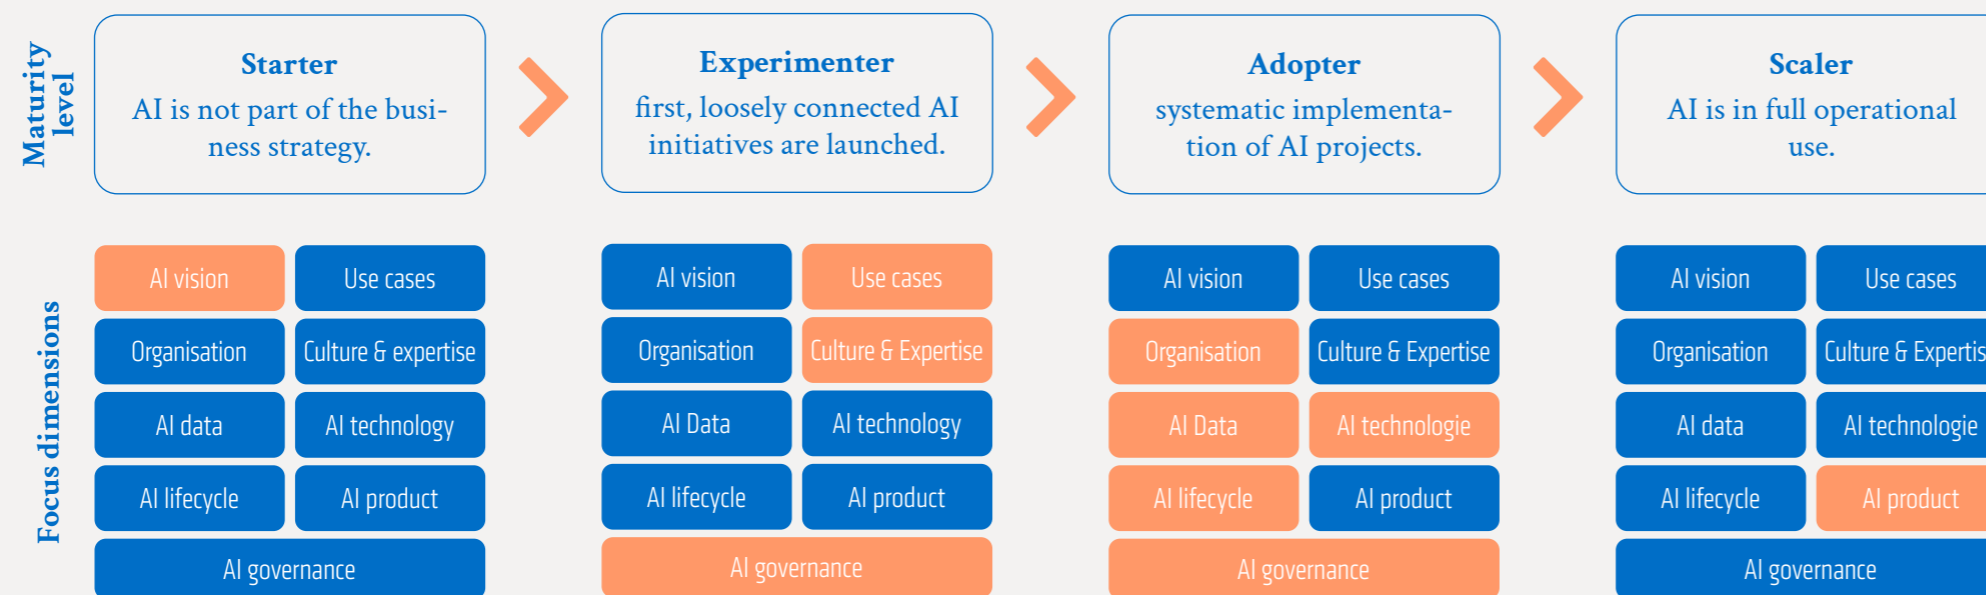 Maturity
level
Starter
AI is not part of the busi-
ness strategy.
Experimenter
first, loosely connected AI
initiatives are launched.
Adopter
systematic implementa-
tion of AI projects.
Scaler
AI is in full operational
use.
Focus dimensions
AI vision
Use cases
Organisation
Culture & expertise
AI data
AI technology
AI lifecycle
AI product
AI governance
AI vision
Use cases
Organisation
Culture & Expertise
AI Data
AI technology
AI lifecycle
AI product
AI governance
AI vision
Use cases
Organisation
Culture & Expertise
AI Data
AI technologie
AI lifecycle
AI product
AI governance
AI vision
Use cases
Organisation
Culture & Expertis
AI data
AI technologie
AI lifecycle
AI product
AI governance